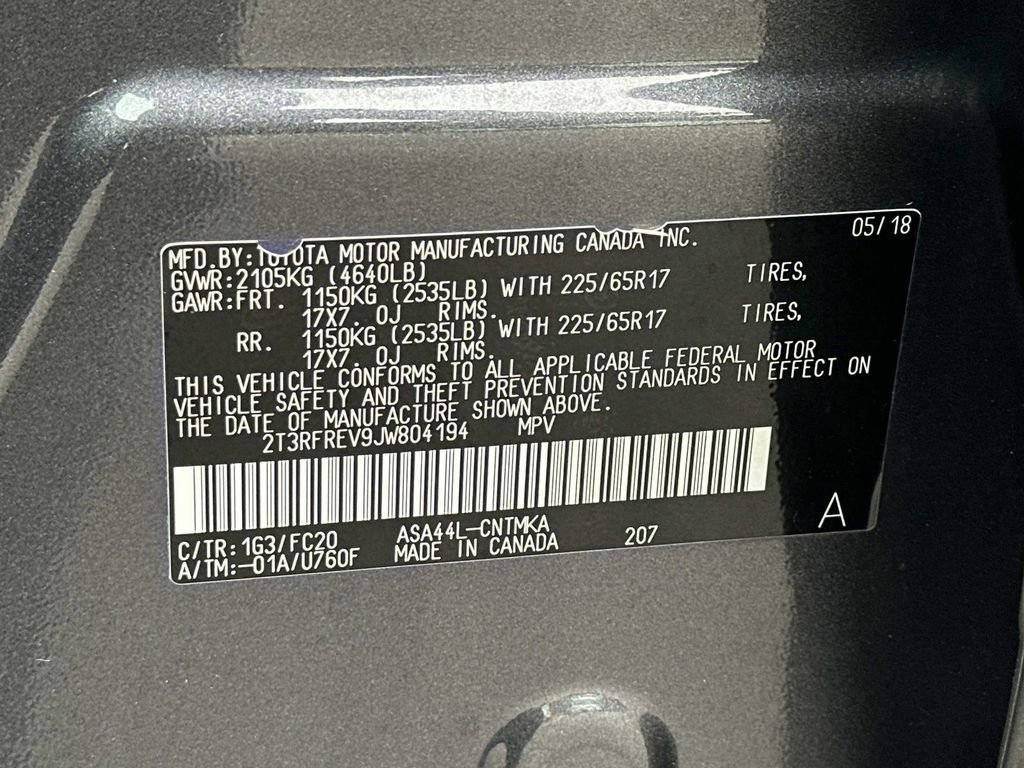 MFD.BY:TOYOTA MOTOR MANUFACTURING CANADA INC. 05/18
GVWR:2105KG (4640LB)
GAWR:FRT. 1150KG (2535LB) WITH 225/65R17 TIRES,
17X7. 0J RIMS.
RR. 1150KG (2535LB) WITH 225/65R17 TIRES,
17X7. 0J RIMS.
THIS VEHICLE CONFORMS TO ALL APPLICABLE FEDERAL MOTOR
VEHICLE SAFETY AND THEFT PREVENTION STANDARDS IN EFFECT ON
THE DATE OF MANUFACTURE SHOWN ABOVE.
2T3RFREV9JW804194 MPV
A
C/TR:1G3/FC20 ASA44L-CNTMKA 207
A/TM:-01A/U760F MADE IN CANADA